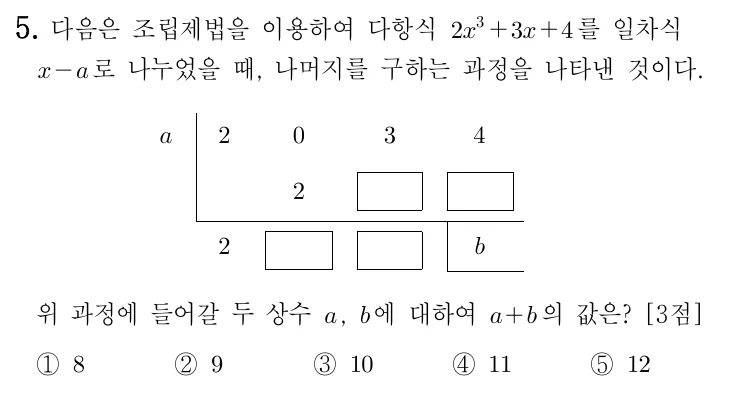 5. 다음은 조립제법을 이용하여 다항식 2x³+3x+4를 일차식
x-a로 나누었을 때, 나머지를 구하는 과정을 나타낸 것이다.
a 2 0 3 4
2
2 b
위 과정에 들어갈 두 상수 a, b에 대하여 a+b의 값은? [3점]
① 8 ② 9 ③ 10 ④ 11 ⑤ 12